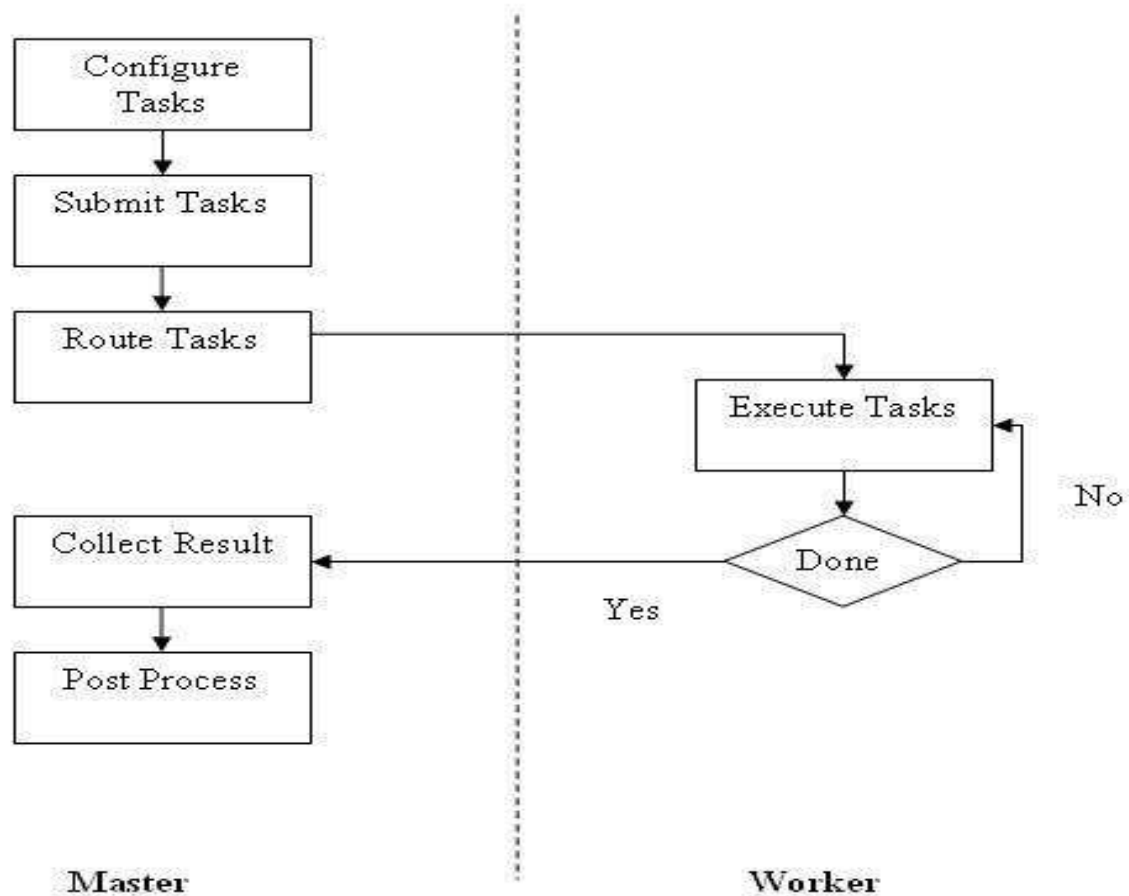 Configure
Tasks
Submit Tasks
Route Tasks
Execute Tasks
No
Collect Result
Done
Yes
Post Process
Master
Worker